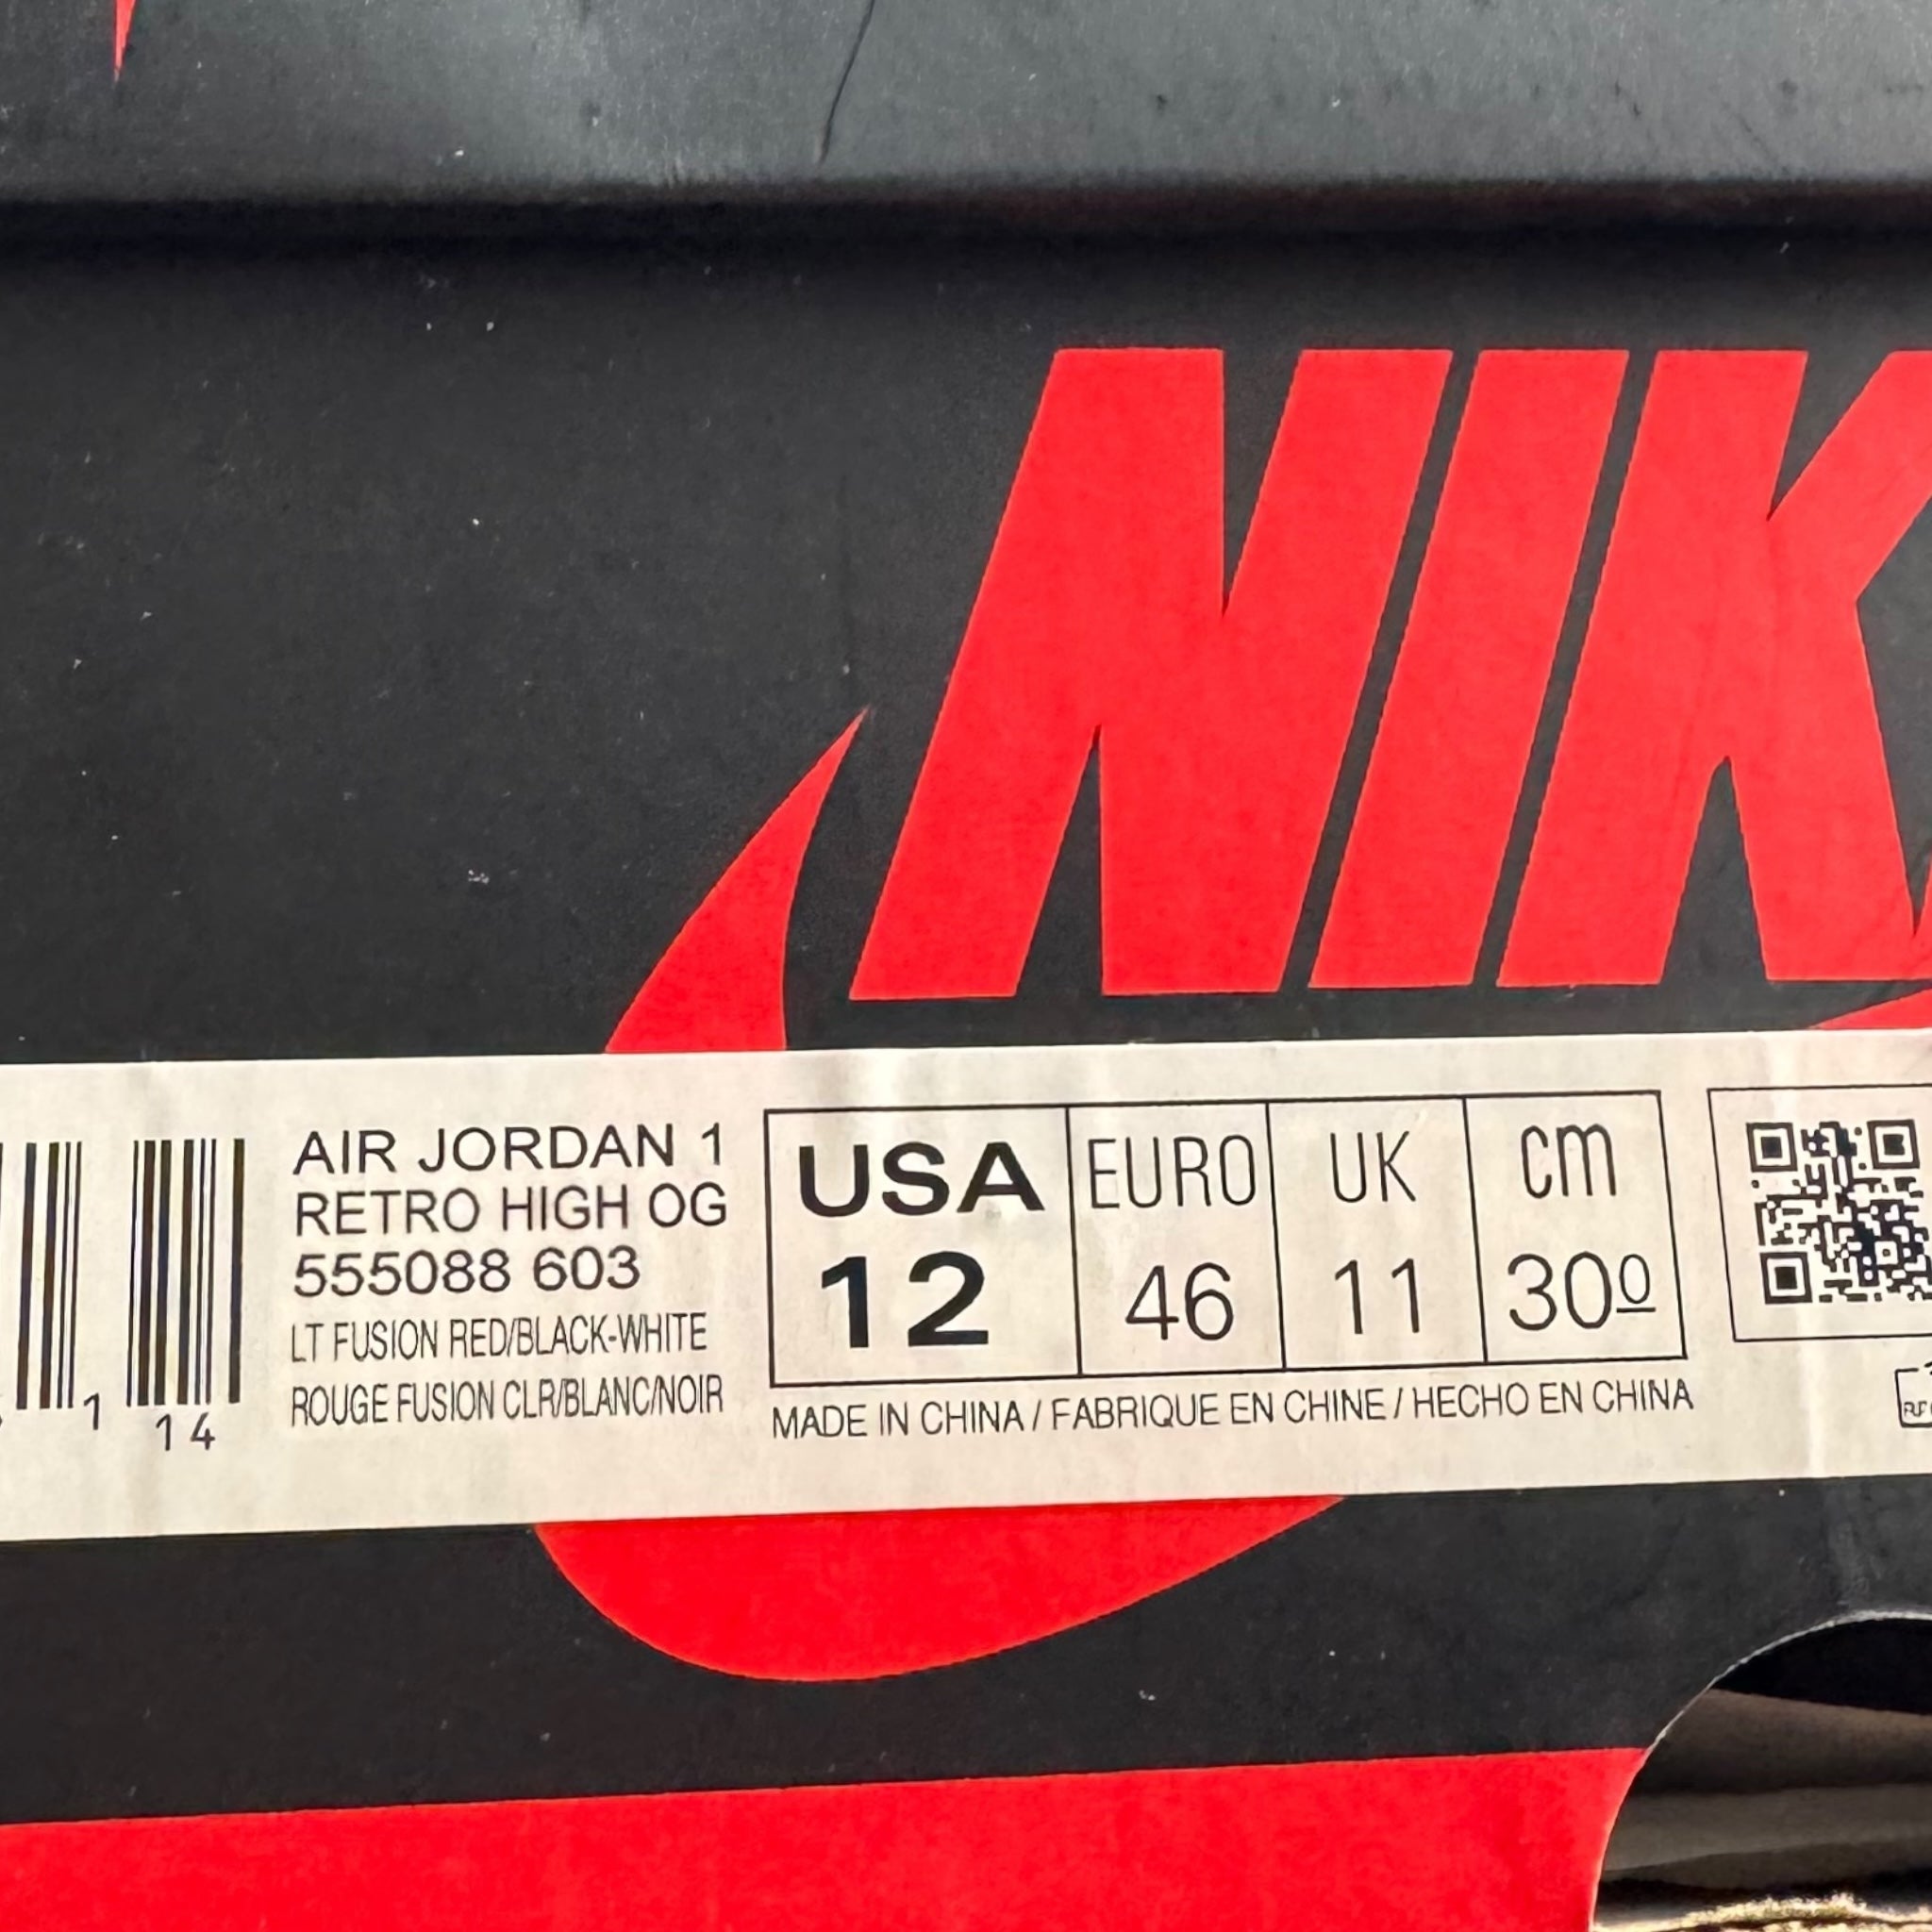 NIK
AIR JORDAN 1
RETRO HIGH OG
555088 603
LT FUSION RED/BLACK-WHITE
ROUGE FUSION CLR/BLANC/NOIR
1
14
USA EURO UK cm
12 46 11 30º
MADE IN CHINA / FABRIQUE EN CHINE / HECHO EN CHINA